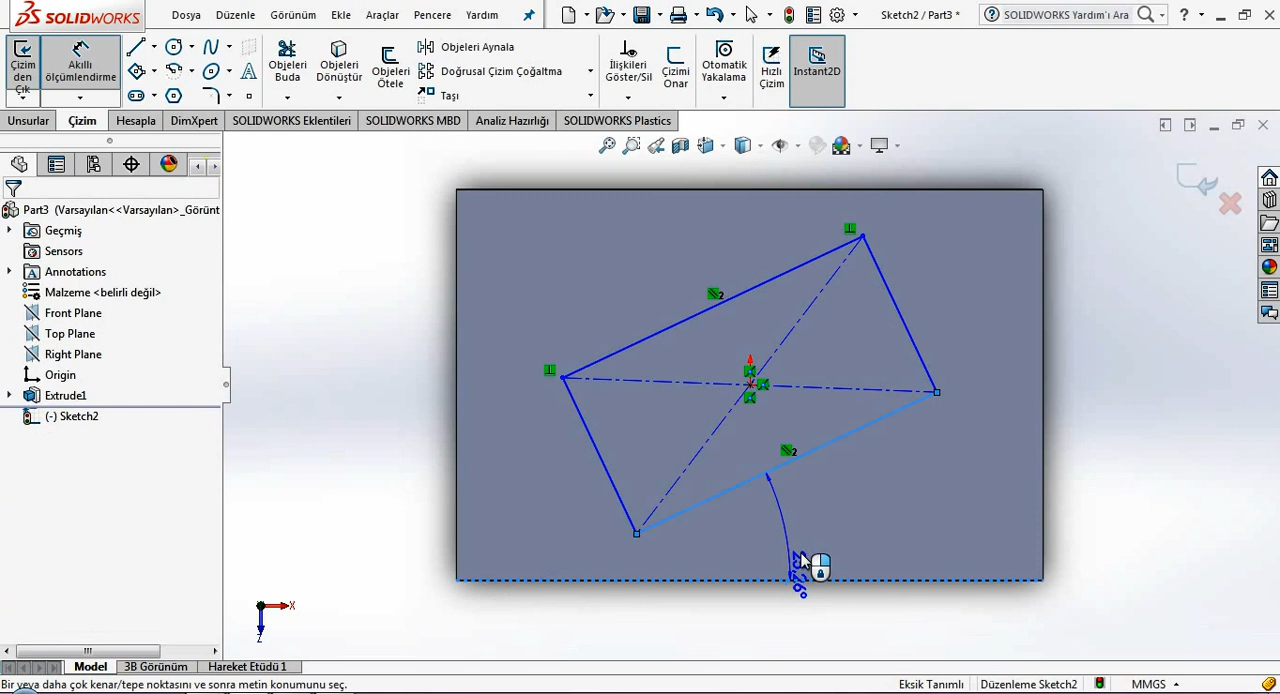 SOLIDWORKS
Dosya Düzenle Görünüm Ekle Araçlar Pencere Yardım
Sketch2 / Part3 *
SOLIDWORKS Yardım'ı Ara
?
Çizim den Çık
Akıllı ölçümlendirme
Objeleri Buda
Objeleri Dönüştür
Objeleri Ötele
Objeleri Aynala
Doğrusal Çizim Çoğaltma
Taşı
İlişkileri Göster/Sil
Çizimi Onar
Otomatik Yakalama
Hızlı Çizim
Instant2D
Unsurlar Çizim Hesapla DimXpert SOLIDWORKS Eklentileri SOLIDWORKS MBD Analiz Hazırlığı SOLIDWORKS Plastics
Part3 (Varsayılan<<Varsayılan>_Görünt
Geçmiş
Sensors
Annotations
Malzeme <belirli değil>
Front Plane
Top Plane
Right Plane
Origin
Extrude1
(-) Sketch2
2
2
X
Z
Model 3B Görünüm Hareket Etüdü 1
Bir veya daha çok kenar/tepe noktasını ve sonra metin konumunu seç.
Eksik Tanımlı Düzenleme Sketch2 MMGS